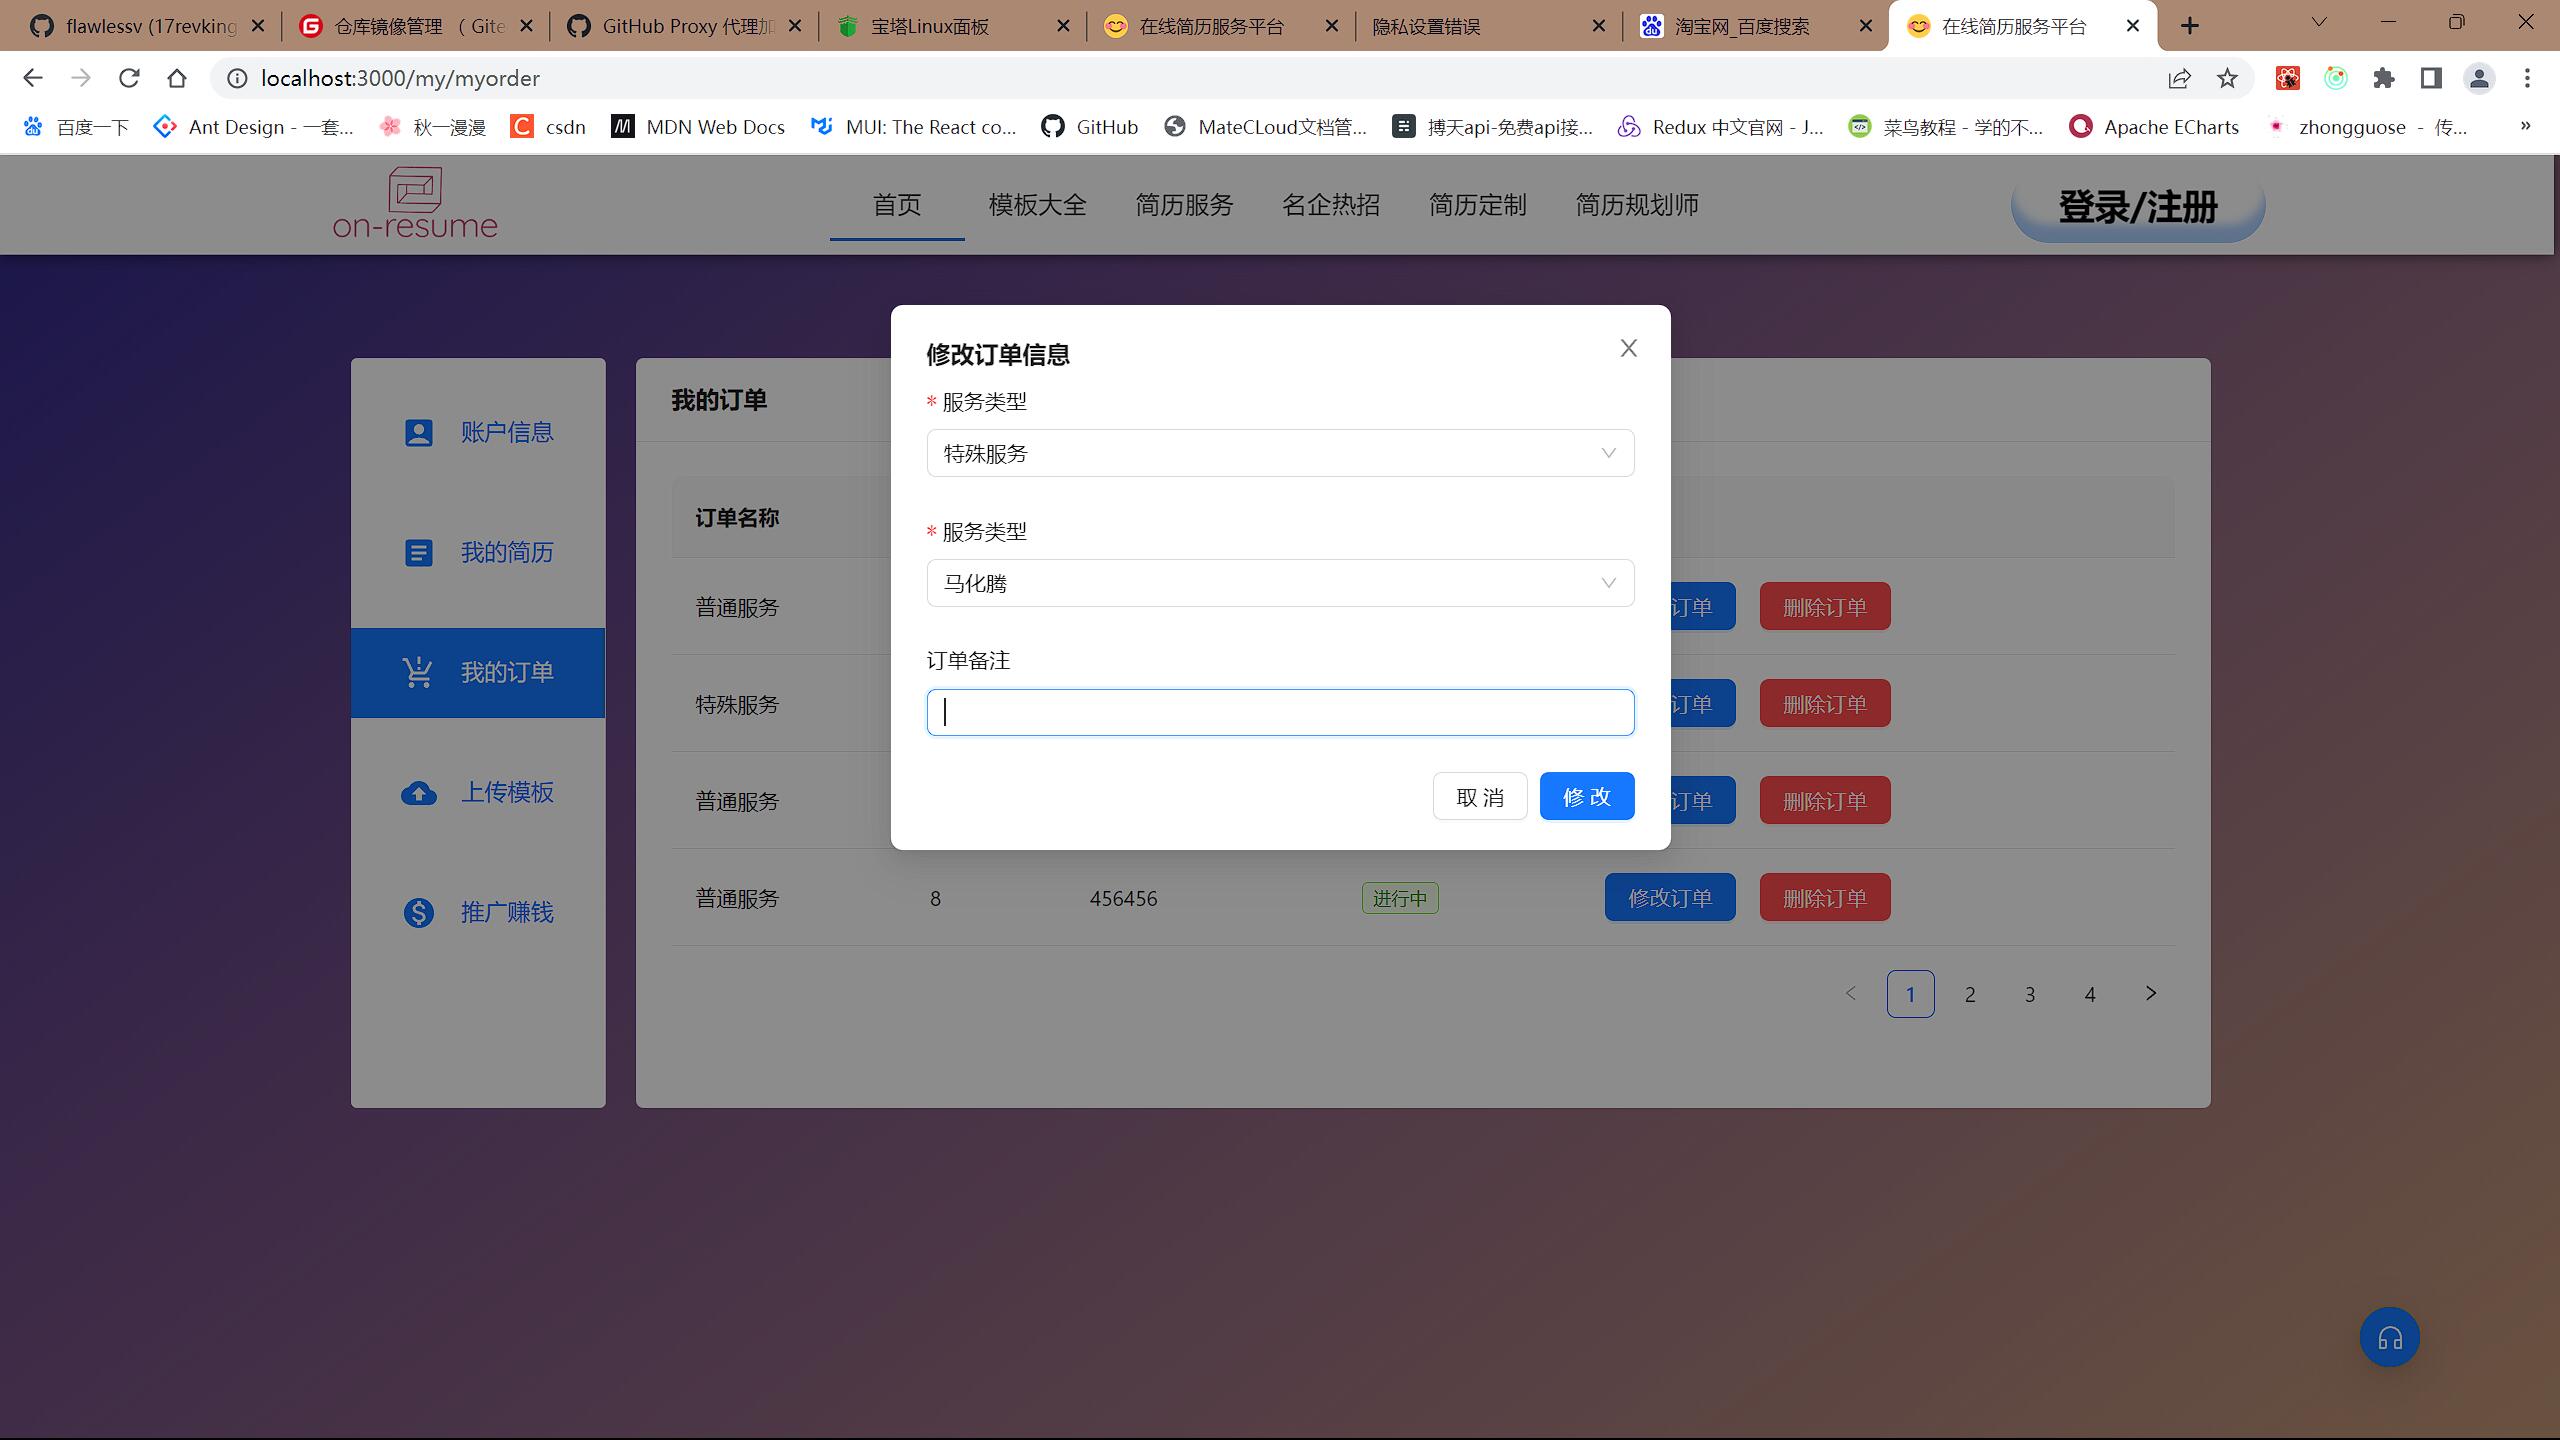 flawlessv (17revking
仓库镜像管理 （Gite
GitHub Proxy 代理加
宝塔Linux面板
在线简历服务平台
隐私设置错误
淘宝网_百度搜索
在线简历服务平台
localhost:3000/my/myorder
百度一下
Ant Design - 一套...
秋一漫漫
csdn
MDN Web Docs
MUI: The React co...
GitHub
MateCLoud文档管...
博天api-免费api接...
Redux 中文官网 - J...
菜鸟教程 - 学的不...
Apache ECharts
zhongguose - 传...
»
on-resume
首页
模板大全
简历服务
名企热招
简历定制
简历规划师
登录/注册
账户信息
我的简历
我的订单
上传模板
推广赚钱
我的订单
订单名称
普通服务
订单
删除订单
特殊服务
订单
删除订单
普通服务
订单
删除订单
普通服务
8
456456
进行中
修改订单
删除订单
1
2
3
4
修改订单信息
* 服务类型
特殊服务
* 服务类型
马化腾
订单备注
取 消
修 改